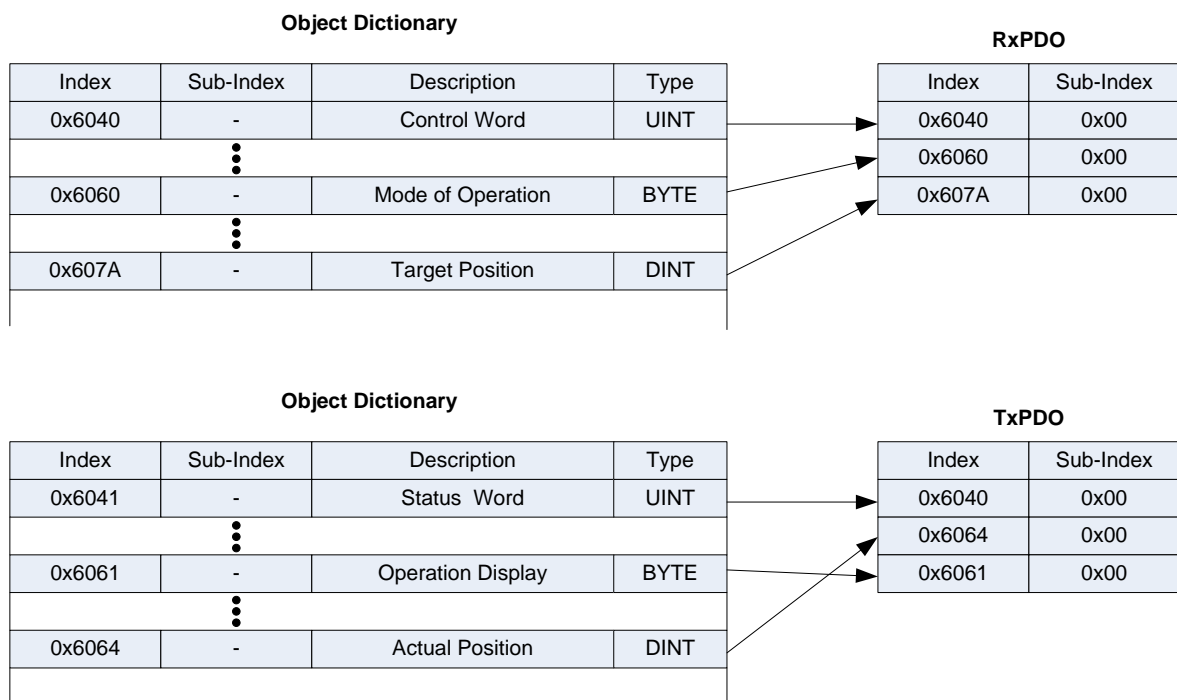 Object Dictionary
RxPDO
Index Sub-Index Description Type
Index Sub-Index
0x6040 - Control Word UINT
0x6040 0x00
0x6060 0x00
0x6060 - Mode of Operation BYTE
0x607A 0x00
0x607A - Target Position DINT
Object Dictionary
TxPDO
Index Sub-Index Description Type
Index Sub-Index
0x6041 - Status Word UINT
0x6040 0x00
0x6064 0x00
0x6061 - Operation Display BYTE
0x6061 0x00
0x6064 - Actual Position DINT